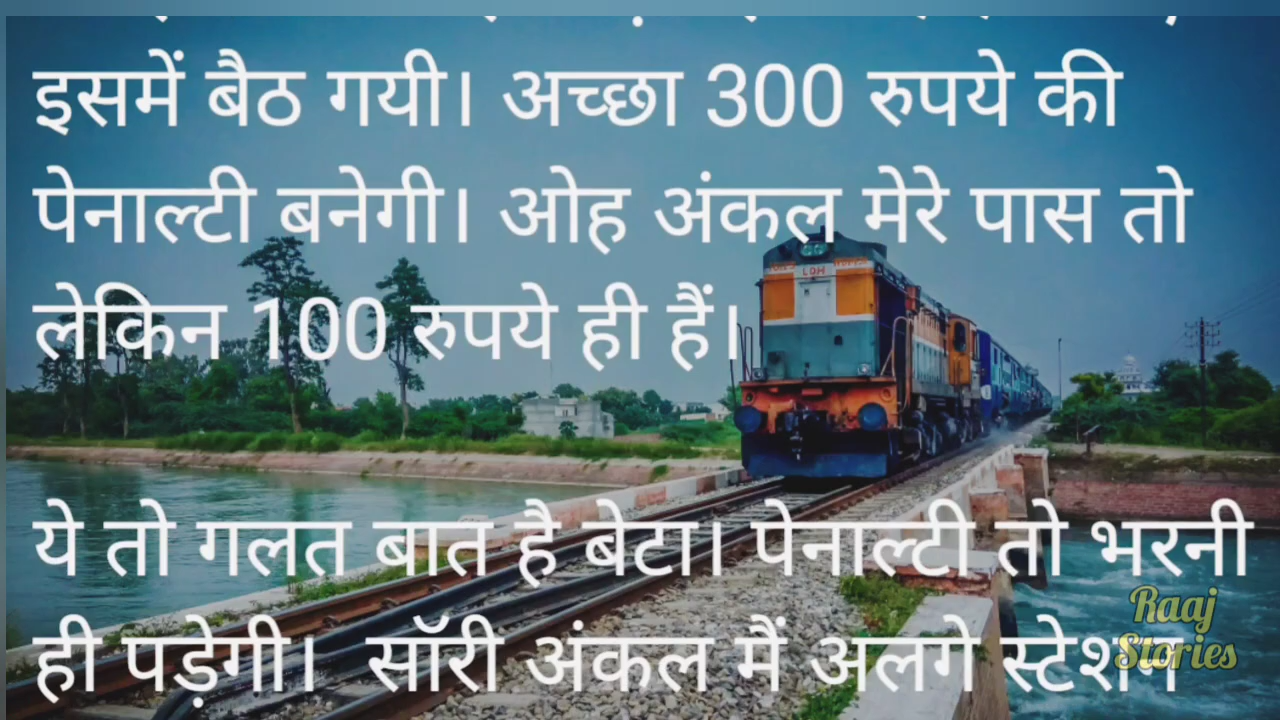 इसमें बैठ गयी। अच्छा 300 रुपये की
पेनाल्टी बनेगी। ओह अंकल मेरे पास तो
लेकिन 100 रुपये ही हैं।
ये तो गलत बात है बेटा। पेनाल्टी तो भरनी
ही पड़ेगी। सॉरी अंकल मैं अलगे स्टेशन
Raaj
Stories